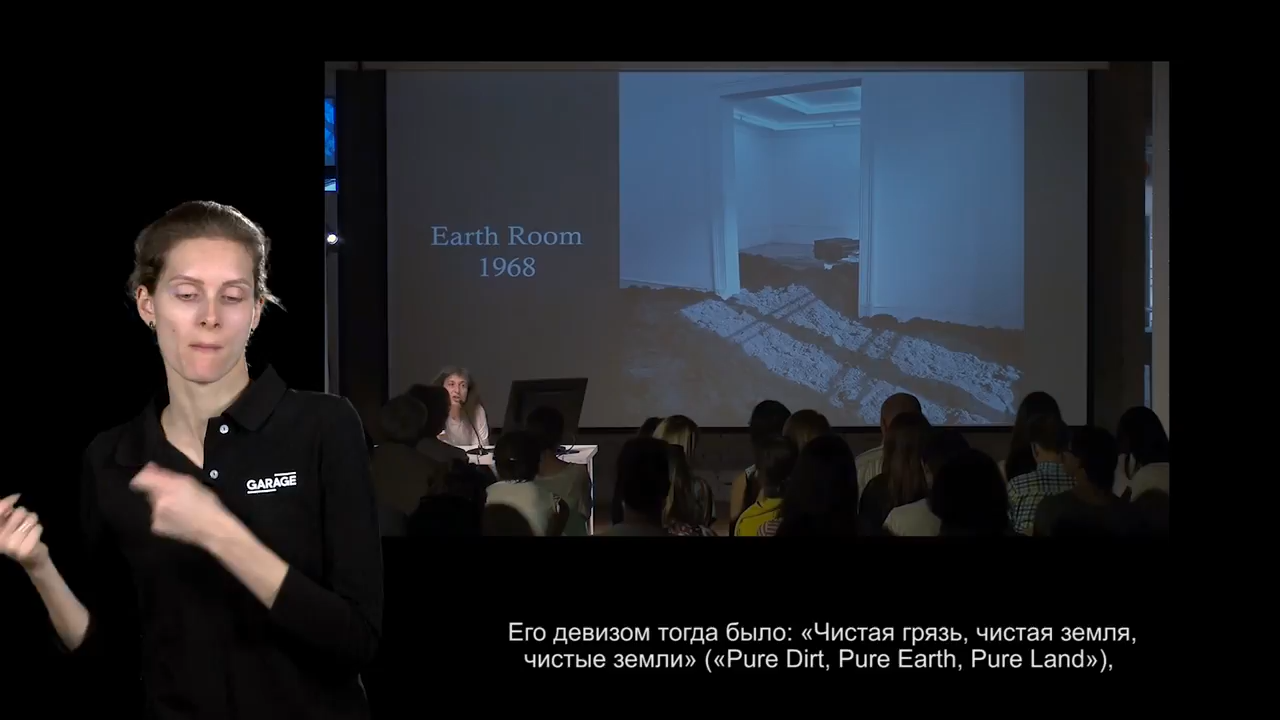 Earth Room
1968
GARAGE
Его девизом тогда было: «Чистая грязь, чистая земля,
чистые земли» («Pure Dirt, Pure Earth, Pure Land»),